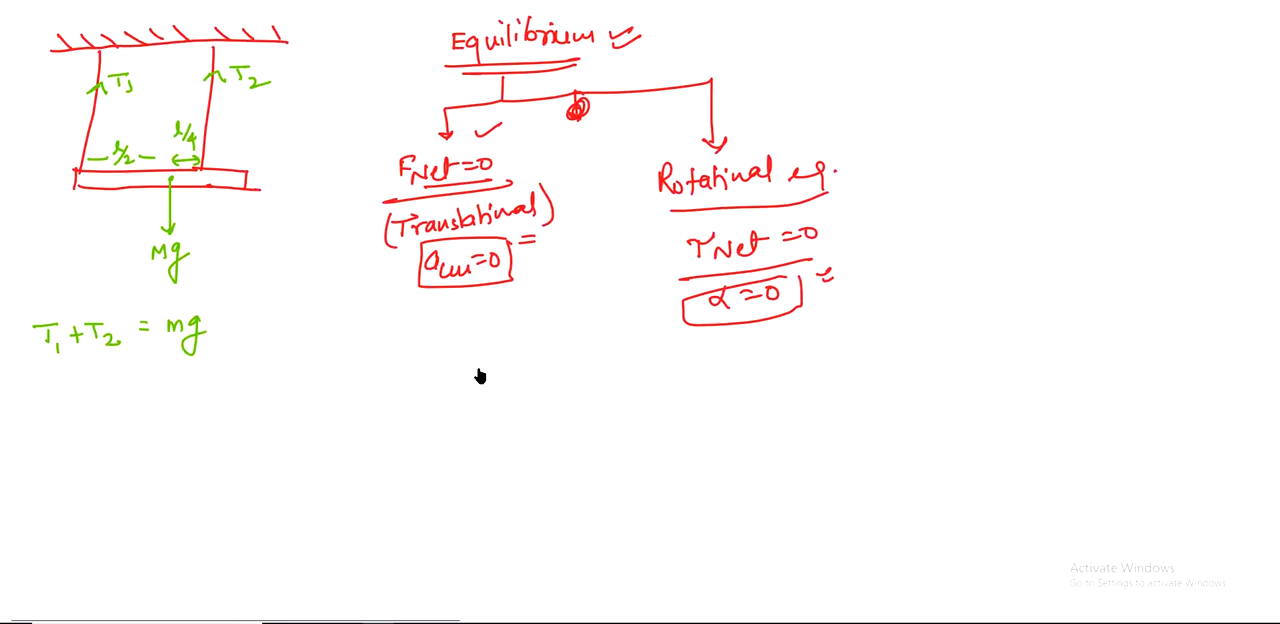 Equilibrium
T1 T2
l/2 l/4
Mg
T1 + T2 = mg
FNet = 0
(Translational)
acm = 0
Rotatinal eq.
τNet = 0
α = 0
Activate Windows
Go to Settings to activate Windows.